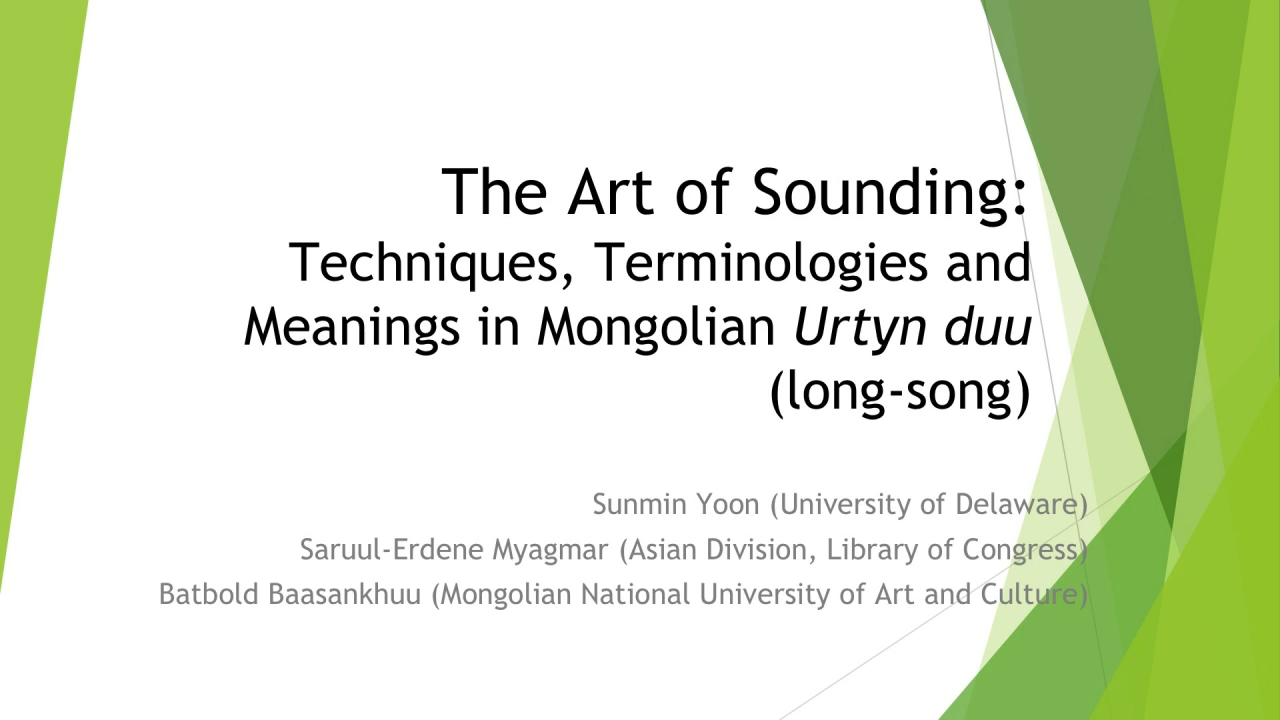 The Art of Sounding:
Techniques, Terminologies and
Meanings in Mongolian Urtyn duu
(long-song)
Sunmin Yoon (University of Delaware)
Saruul-Erdene Myagmar (Asian Division, Library of Congress)
Batbold Baasankhuu (Mongolian National University of Art and Culture)